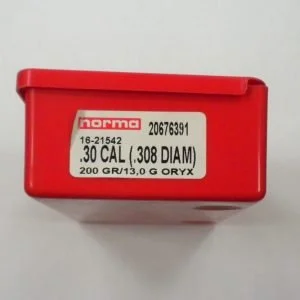 norma 20676391
16-21542
.30 CAL (.308 DIAM)
200 GR/13,0 G ORYX